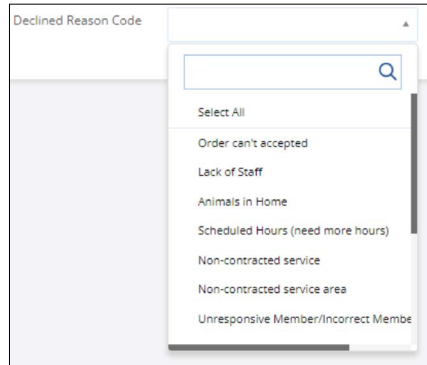 Declined Reason Code
Select All
Order can't accepted
Lack of Staff
Animals in Home
Scheduled Hours (need more hours)
Non-contracted service
Non-contracted service area
Unresponsive Member/Incorrect Membe